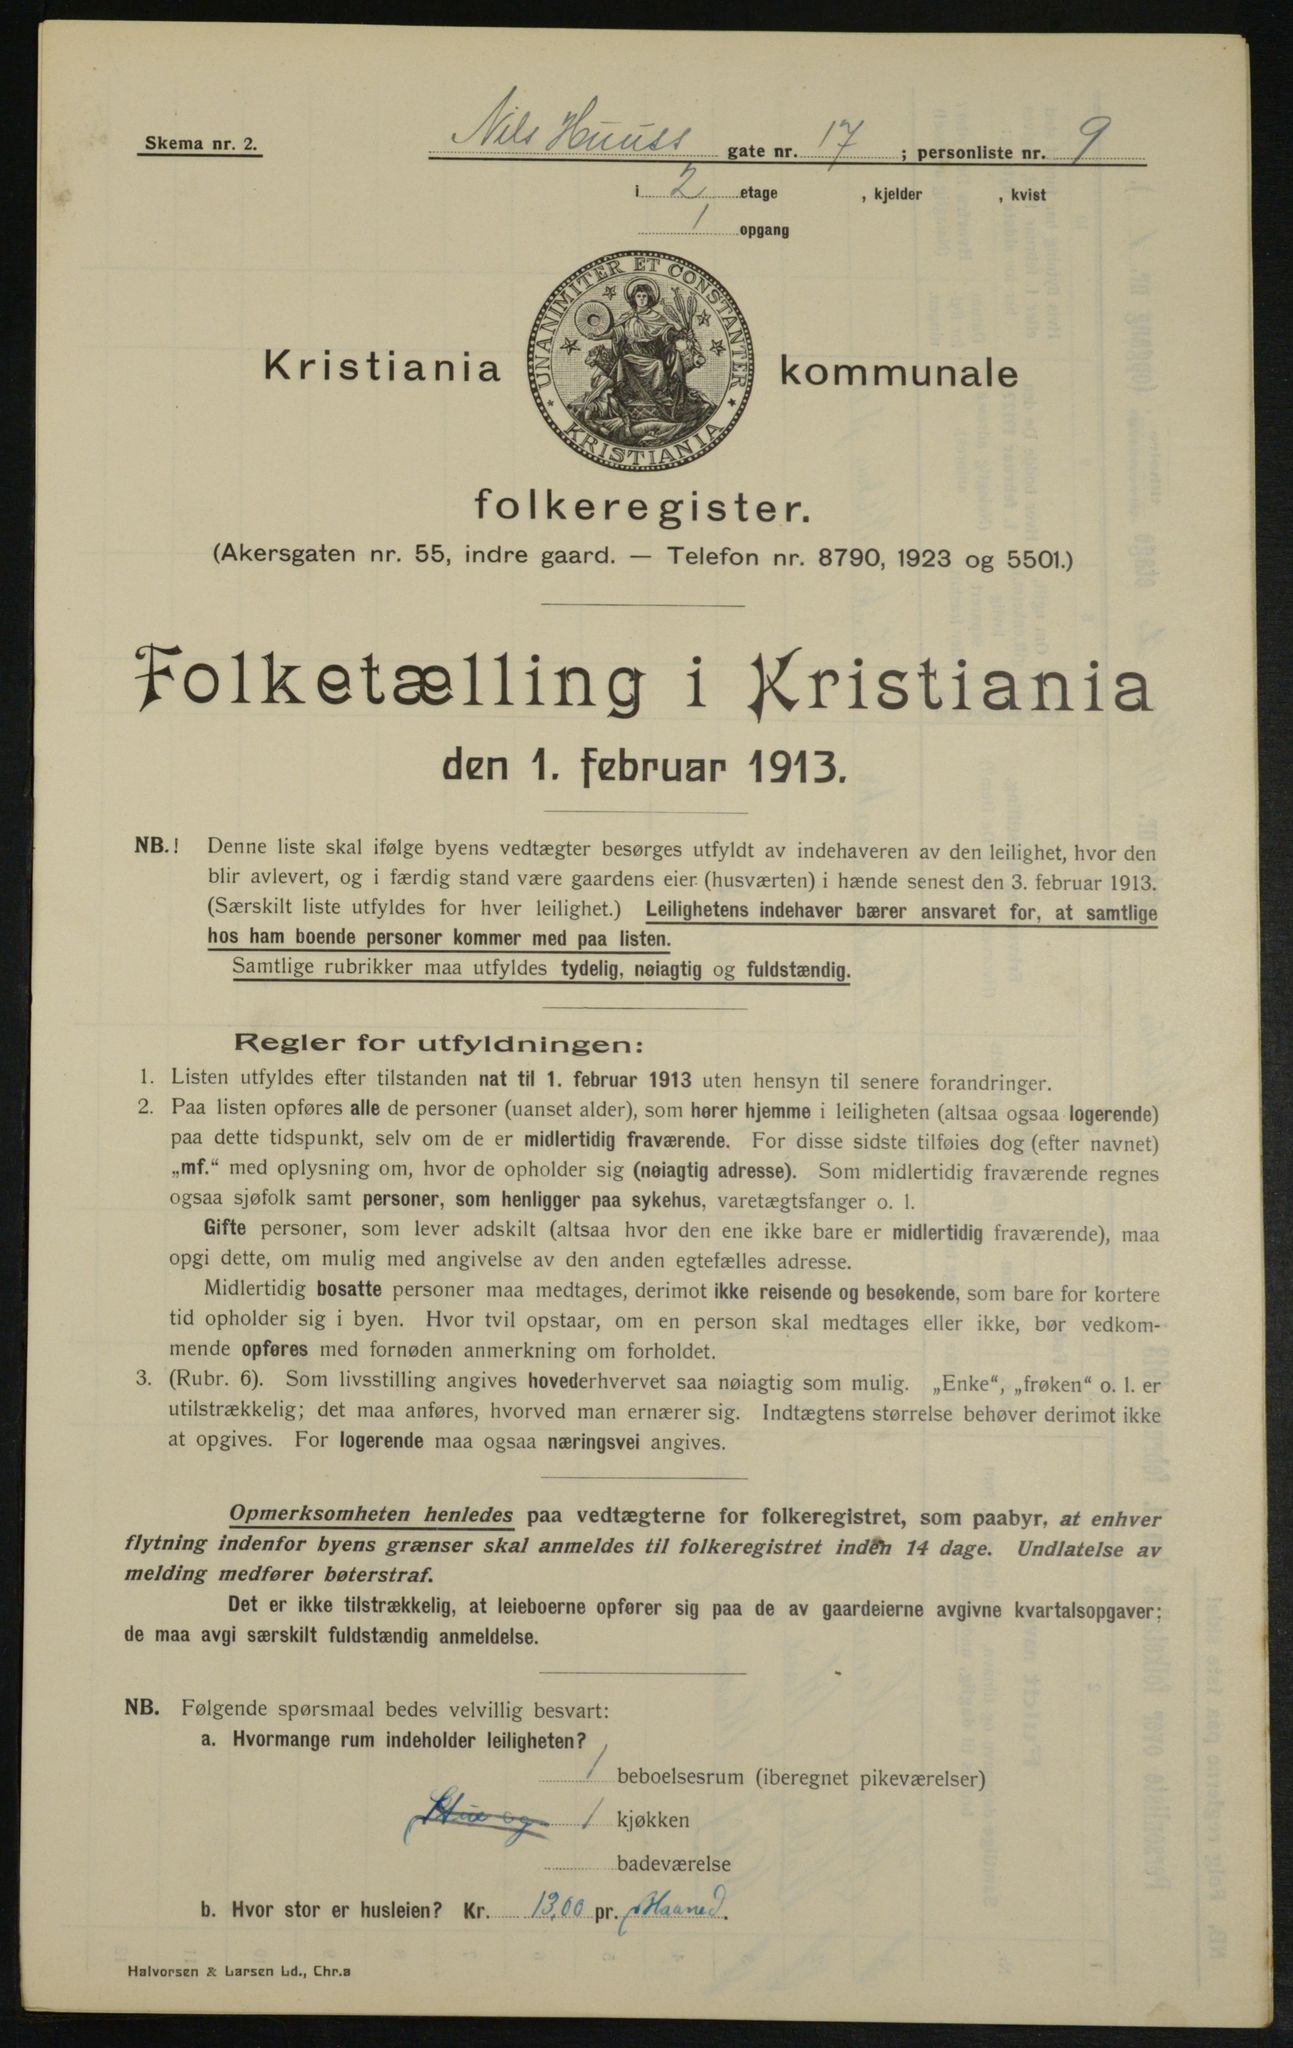 Skema nr. 2.
Nils Huuss gate nr. 17 ; personliste nr. 9
i 2 etage , kjelder , kvist
1 opgang
UNANIMITER ET CONSTANTER
KRISTIANIA
Kristiania kommunale
folkeregister.
(Akersgaten nr. 55, indre gaard. — Telefon nr. 8790, 1923 og 5501.)
Folketælling i Kristiania
den 1. februar 1913.
NB.! Denne liste skal ifølge byens vedtægter besørges utfyldt av indehaveren av den leilighet, hvor den
blir avlevert, og i færdig stand være gaardens eier (husværten) i hænde senest den 3. februar 1913.
(Særskilt liste utfyldes for hver leilighet.) Leilighetens indehaver bærer ansvaret for, at samtlige
hos ham boende personer kommer med paa listen.
Samtlige rubrikker maa utfyldes tydelig, nøiagtig og fuldstændig.
Regler for utfyldningen:
1. Listen utfyldes efter tilstanden nat til 1. februar 1913 uten hensyn til senere forandringer.
2. Paa listen opføres alle de personer (uanset alder), som hører hjemme i leiligheten (altsaa ogsaa logerende)
paa dette tidspunkt, selv om de er midlertidig fraværende. For disse sidste tilføies dog (efter navnet)
„mf.“ med oplysning om, hvor de opholder sig (nøiagtig adresse). Som midlertidig fraværende regnes
ogsaa sjøfolk samt personer, som henligger paa sykehus, varetægtsfanger o. l.
Gifte personer, som lever adskilt (altsaa hvor den ene ikke bare er midlertidig fraværende), maa
opgi dette, om mulig med angivelse av den anden egtefælles adresse.
Midlertidig bosatte personer maa medtages, derimot ikke reisende og besøkende, som bare for kortere
tid opholder sig i byen. Hvor tvil opstaar, om en person skal medtages eller ikke, bør vedkom-
mende opføres med fornøden anmerkning om forholdet.
3. (Rubr. 6). Som livsstilling angives hovederhvervet saa nøiagtig som mulig. „Enke“, „frøken“ o. l. er
utilstrækkelig; det maa anføres, hvorved man ernærer sig. Indtægtens størrelse behøver derimot ikke
at opgives. For logerende maa ogsaa næringsvei angives.
Opmerksomheten henledes paa vedtægterne for folkeregistret, som paabyr, at enhver
flytning indenfor byens grænser skal anmeldes til folkeregistret inden 14 dage. Undlatelse av
melding medfører bøterstraf.
Det er ikke tilstrækkelig, at leieboerne opfører sig paa de av gaardeierne avgivne kvartalsopgaver;
de maa avgi særskilt fuldstændig anmeldelse.
NB. Følgende spørsmaal bedes velvillig besvart:
a. Hvormange rum indeholder leiligheten?
1 beboelsesrum (iberegnet pikeværelser)
Stue og 1 kjøkken
badeværelse
b. Hvor stor er husleien? Kr. 13,00 pr. Maaned.
Halvorsen & Larsen Ld., Chr.a